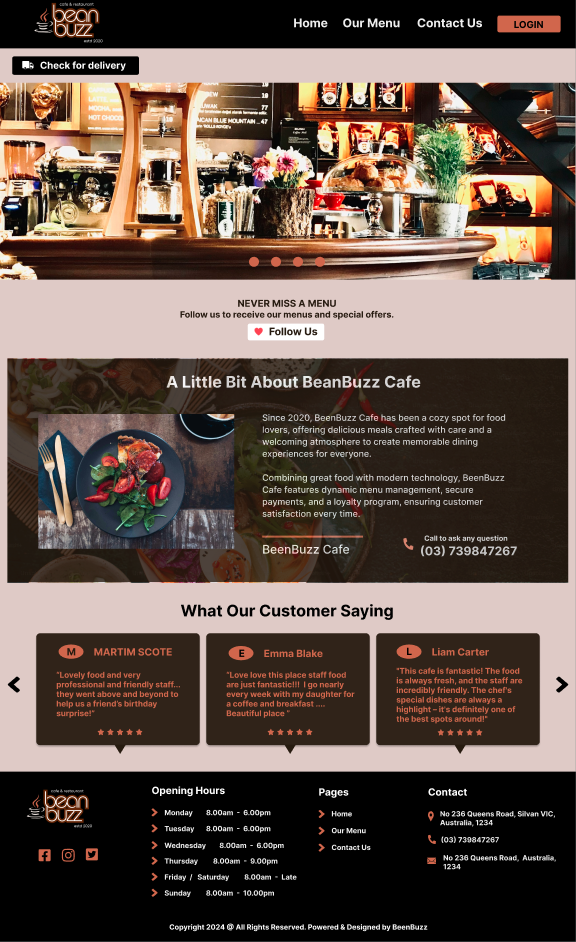 cafe & restaurant
bean
buzz
estd 2020
Home Our Menu Contact Us LOGIN
Check for delivery
NEVER MISS A MENU
Follow us to receive our menus and special offers.
Follow Us
A Little Bit About BeanBuzz Cafe
Since 2020, BeenBuzz Cafe has been a cozy spot for food
lovers, offering delicious meals crafted with care and a
welcoming atmosphere to create memorable dining
experiences for everyone.
Combining great food with modern technology, BeenBuzz
Cafe features dynamic menu management, secure
payments, and a loyalty program, ensuring customer
satisfaction every time.
BeenBuzz Cafe
Call to ask any question
(03) 739847267
What Our Customer Saying
M MARTIM SCOTE
"Lovely food and very
professional and friendly staff...
they went above and beyond to
help us a friend's birthday
surprise!"
E Emma Blake
"Love love this place staff food
are just fantastic!!! I go nearly
every week with my daughter for
a coffee and breakfast ....
Beautiful place "
L Liam Carter
"This cafe is fantastic! The food
is always fresh, and the staff are
incredibly friendly. The chef's
special dishes are always a
highlight – it's definitely one of
the best spots around!"
cafe & restaurant
bean
buzz
estd 2020
Opening Hours
Monday 8.00am - 6.00pm
Tuesday 8.00am - 6.00pm
Wednesday 8.00am - 6.00pm
Thursday 8.00am - 9.00pm
Friday / Saturday 8.00am - Late
Sunday 8.00am - 10.00pm
Pages
Home
Our Menu
Contact Us
Contact
No 236 Queens Road, Silvan VIC,
Australia, 1234
(03) 739847267
No 236 Queens Road, Australia,
1234
Copyright 2024 @ All Rights Reserved. Powered & Designed by BeenBuzz